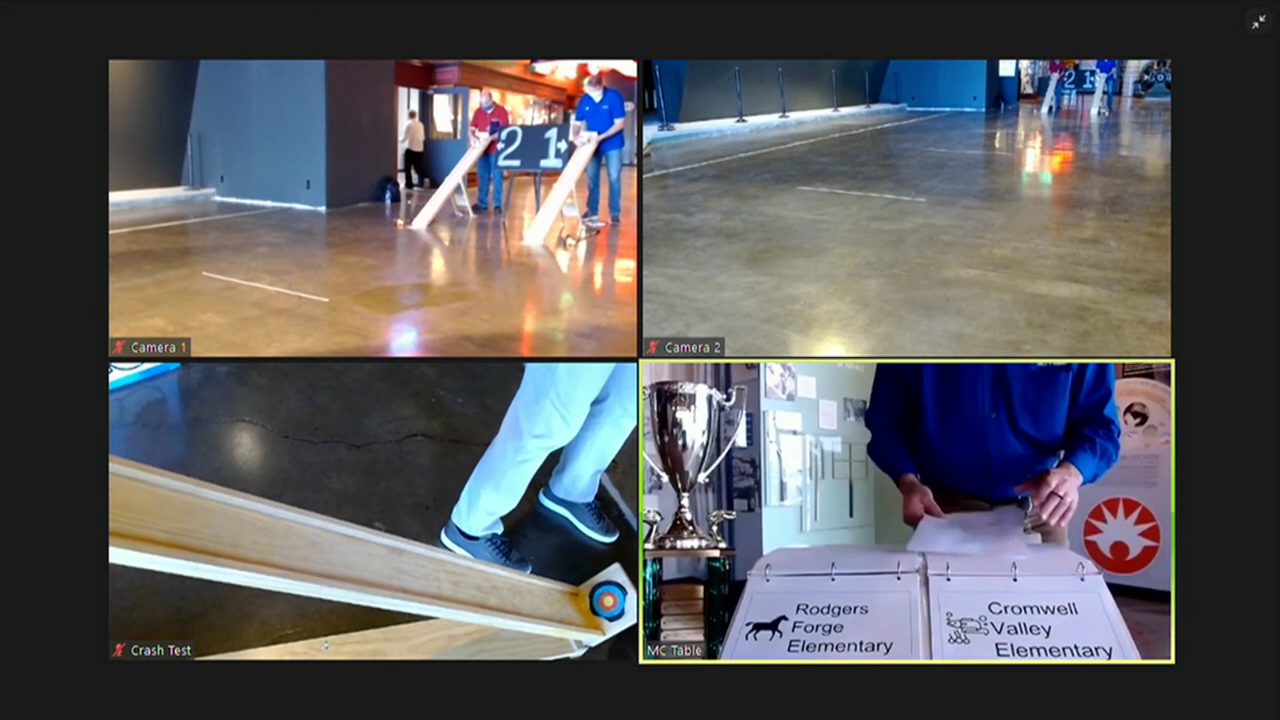 2 1
Camera 1
2 1
Camera 2
Crash Test
Rodgers
Forge
Elementary
Cromwell
Valley
Elementary
MC Table